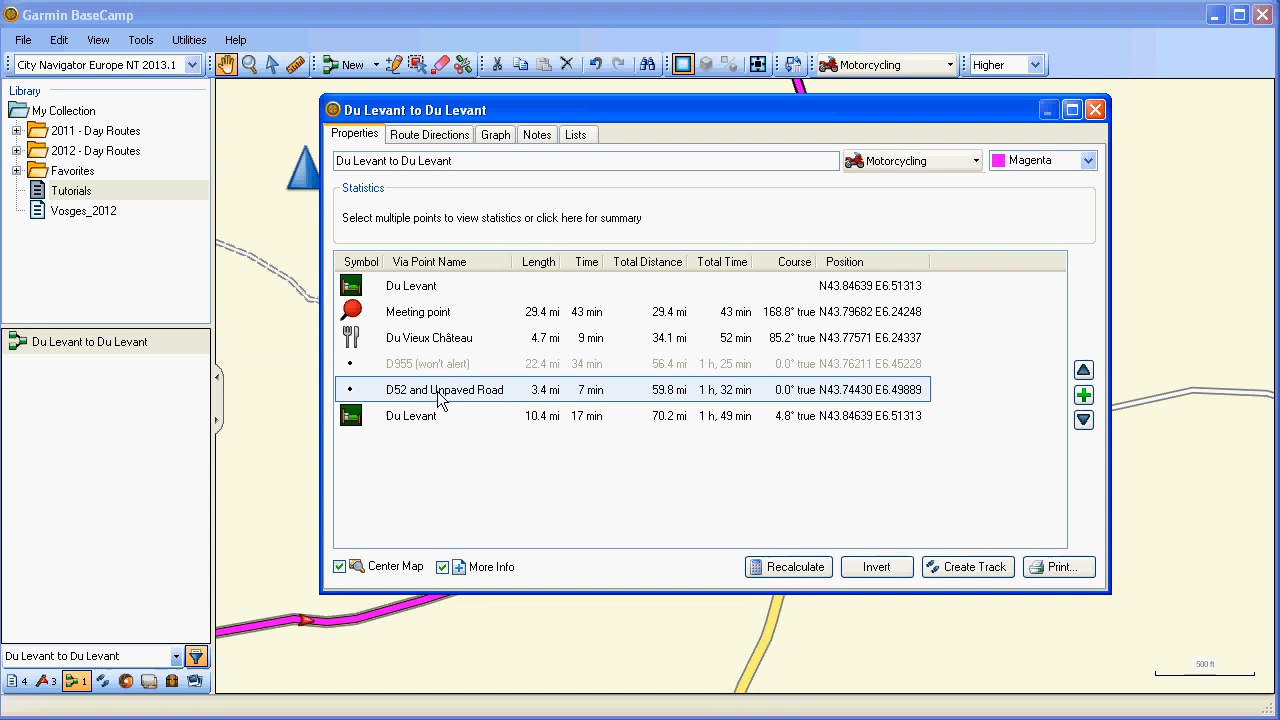 Garmin BaseCamp
File Edit View Tools Utilities Help
City Navigator Europe NT 2013.1 New Motorcycling Higher
Library
My Collection
2011 - Day Routes
2012 - Day Routes
Favorites
Tutorials
Vosges_2012
Du Levant to Du Levant
Du Levant to Du Levant
4 3 1
Du Levant to Du Levant
Properties Route Directions Graph Notes Lists
Du Levant to Du Levant Motorcycling Magenta
Statistics
Select multiple points to view statistics or click here for summary
Symbol Via Point Name Length Time Total Distance Total Time Course Position
Du Levant N43.84639 E6.51313
Meeting point 29.4 mi 43 min 29.4 mi 43 min 168.8° true N43.79682 E6.24248
Du Vieux Château 4.7 mi 9 min 34.1 mi 52 min 85.2° true N43.77571 E6.24337
D955 (won't alert) 22.4 mi 34 min 56.4 mi 1 h, 25 min 0.0° true N43.76211 E6.45228
D52 and Unpaved Road 3.4 mi 7 min 59.8 mi 1 h, 32 min 0.0° true N43.74430 E6.49889
Du Levant 10.4 mi 17 min 70.2 mi 1 h, 49 min 4.8° true N43.84639 E6.51313
Center Map More Info Recalculate Invert Create Track Print...
500 ft